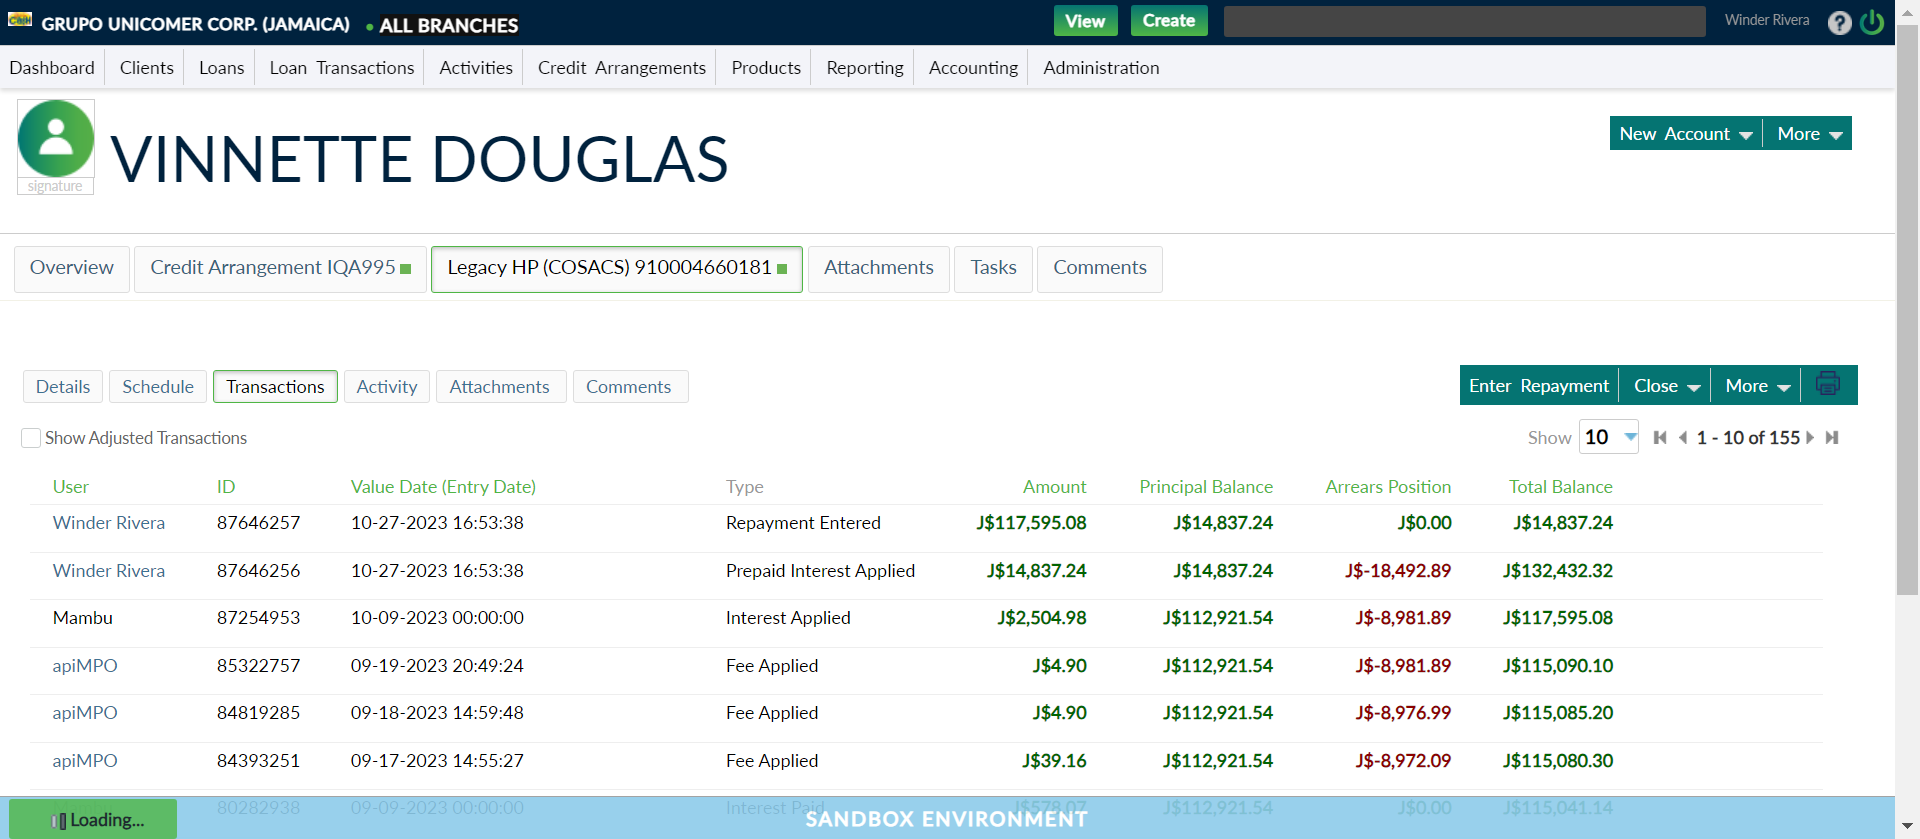 Cash GRUPO UNICOMER CORP. (JAMAICA) ALL BRANCHES View Create Winder Rivera ?
Dashboard Clients Loans Loan Transactions Activities Credit Arrangements Products Reporting Accounting Administration
VINNETTE DOUGLAS
signature
New Account More
Overview Credit Arrangement IQA995 Legacy HP (COSACS) 910004660181 Attachments Tasks Comments
Details Schedule Transactions Activity Attachments Comments Enter Repayment Close More
Show Adjusted Transactions Show 10 1 - 10 of 155
User ID Value Date (Entry Date) Type Amount Principal Balance Arrears Position Total Balance
Winder Rivera 87646257 10-27-2023 16:53:38 Repayment Entered J$117,595.08 J$14,837.24 J$0.00 J$14,837.24
Winder Rivera 87646256 10-27-2023 16:53:38 Prepaid Interest Applied J$14,837.24 J$14,837.24 J$-18,492.89 J$132,432.32
Mambu 87254953 10-09-2023 00:00:00 Interest Applied J$2,504.98 J$112,921.54 J$-8,981.89 J$117,595.08
apiMPO 85322757 09-19-2023 20:49:24 Fee Applied J$4.90 J$112,921.54 J$-8,981.89 J$115,090.10
apiMPO 84819285 09-18-2023 14:59:48 Fee Applied J$4.90 J$112,921.54 J$-8,976.99 J$115,085.20
apiMPO 84393251 09-17-2023 14:55:27 Fee Applied J$39.16 J$112,921.54 J$-8,972.09 J$115,080.30
Mambu 80282938 09-09-2023 00:00:00 Interest Paid J$578.07 J$112,921.54 J$0.00 J$115,041.14
Loading... SANDBOX ENVIRONMENT